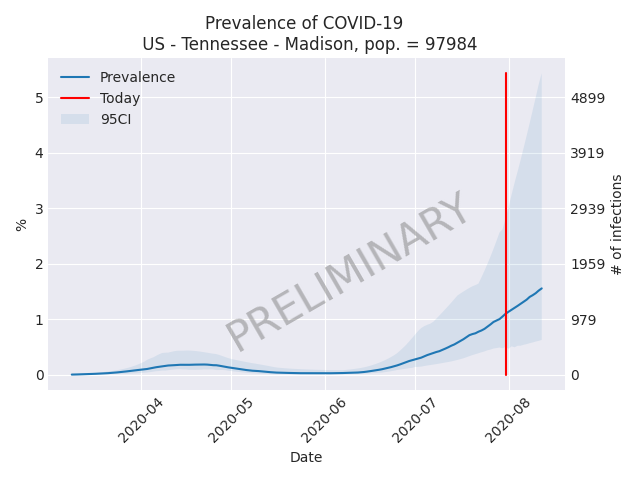 Prevalence of COVID-19
US - Tennessee - Madison, pop. = 97984
Prevalence
Today
95CI
5
4
3
2
1
0
%
4899
3919
2939
1959
979
0
# of infections
PRELIMINARY
2020-04
2020-05
2020-06
2020-07
2020-08
Date